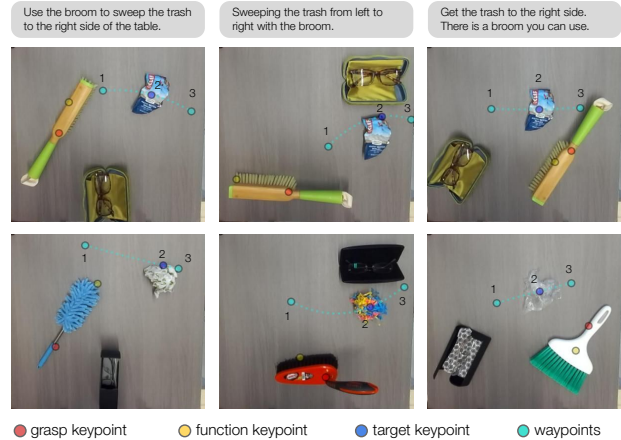 Use the broom to sweep the trash
to the right side of the table.
Sweeping the trash from left to
right with the broom.
Get the trash to the right side.
There is a broom you can use.
1
2
3
1
2
3
1
2
3
1
2
3
1
2
3
1
2
3
grasp keypoint
function keypoint
target keypoint
waypoints